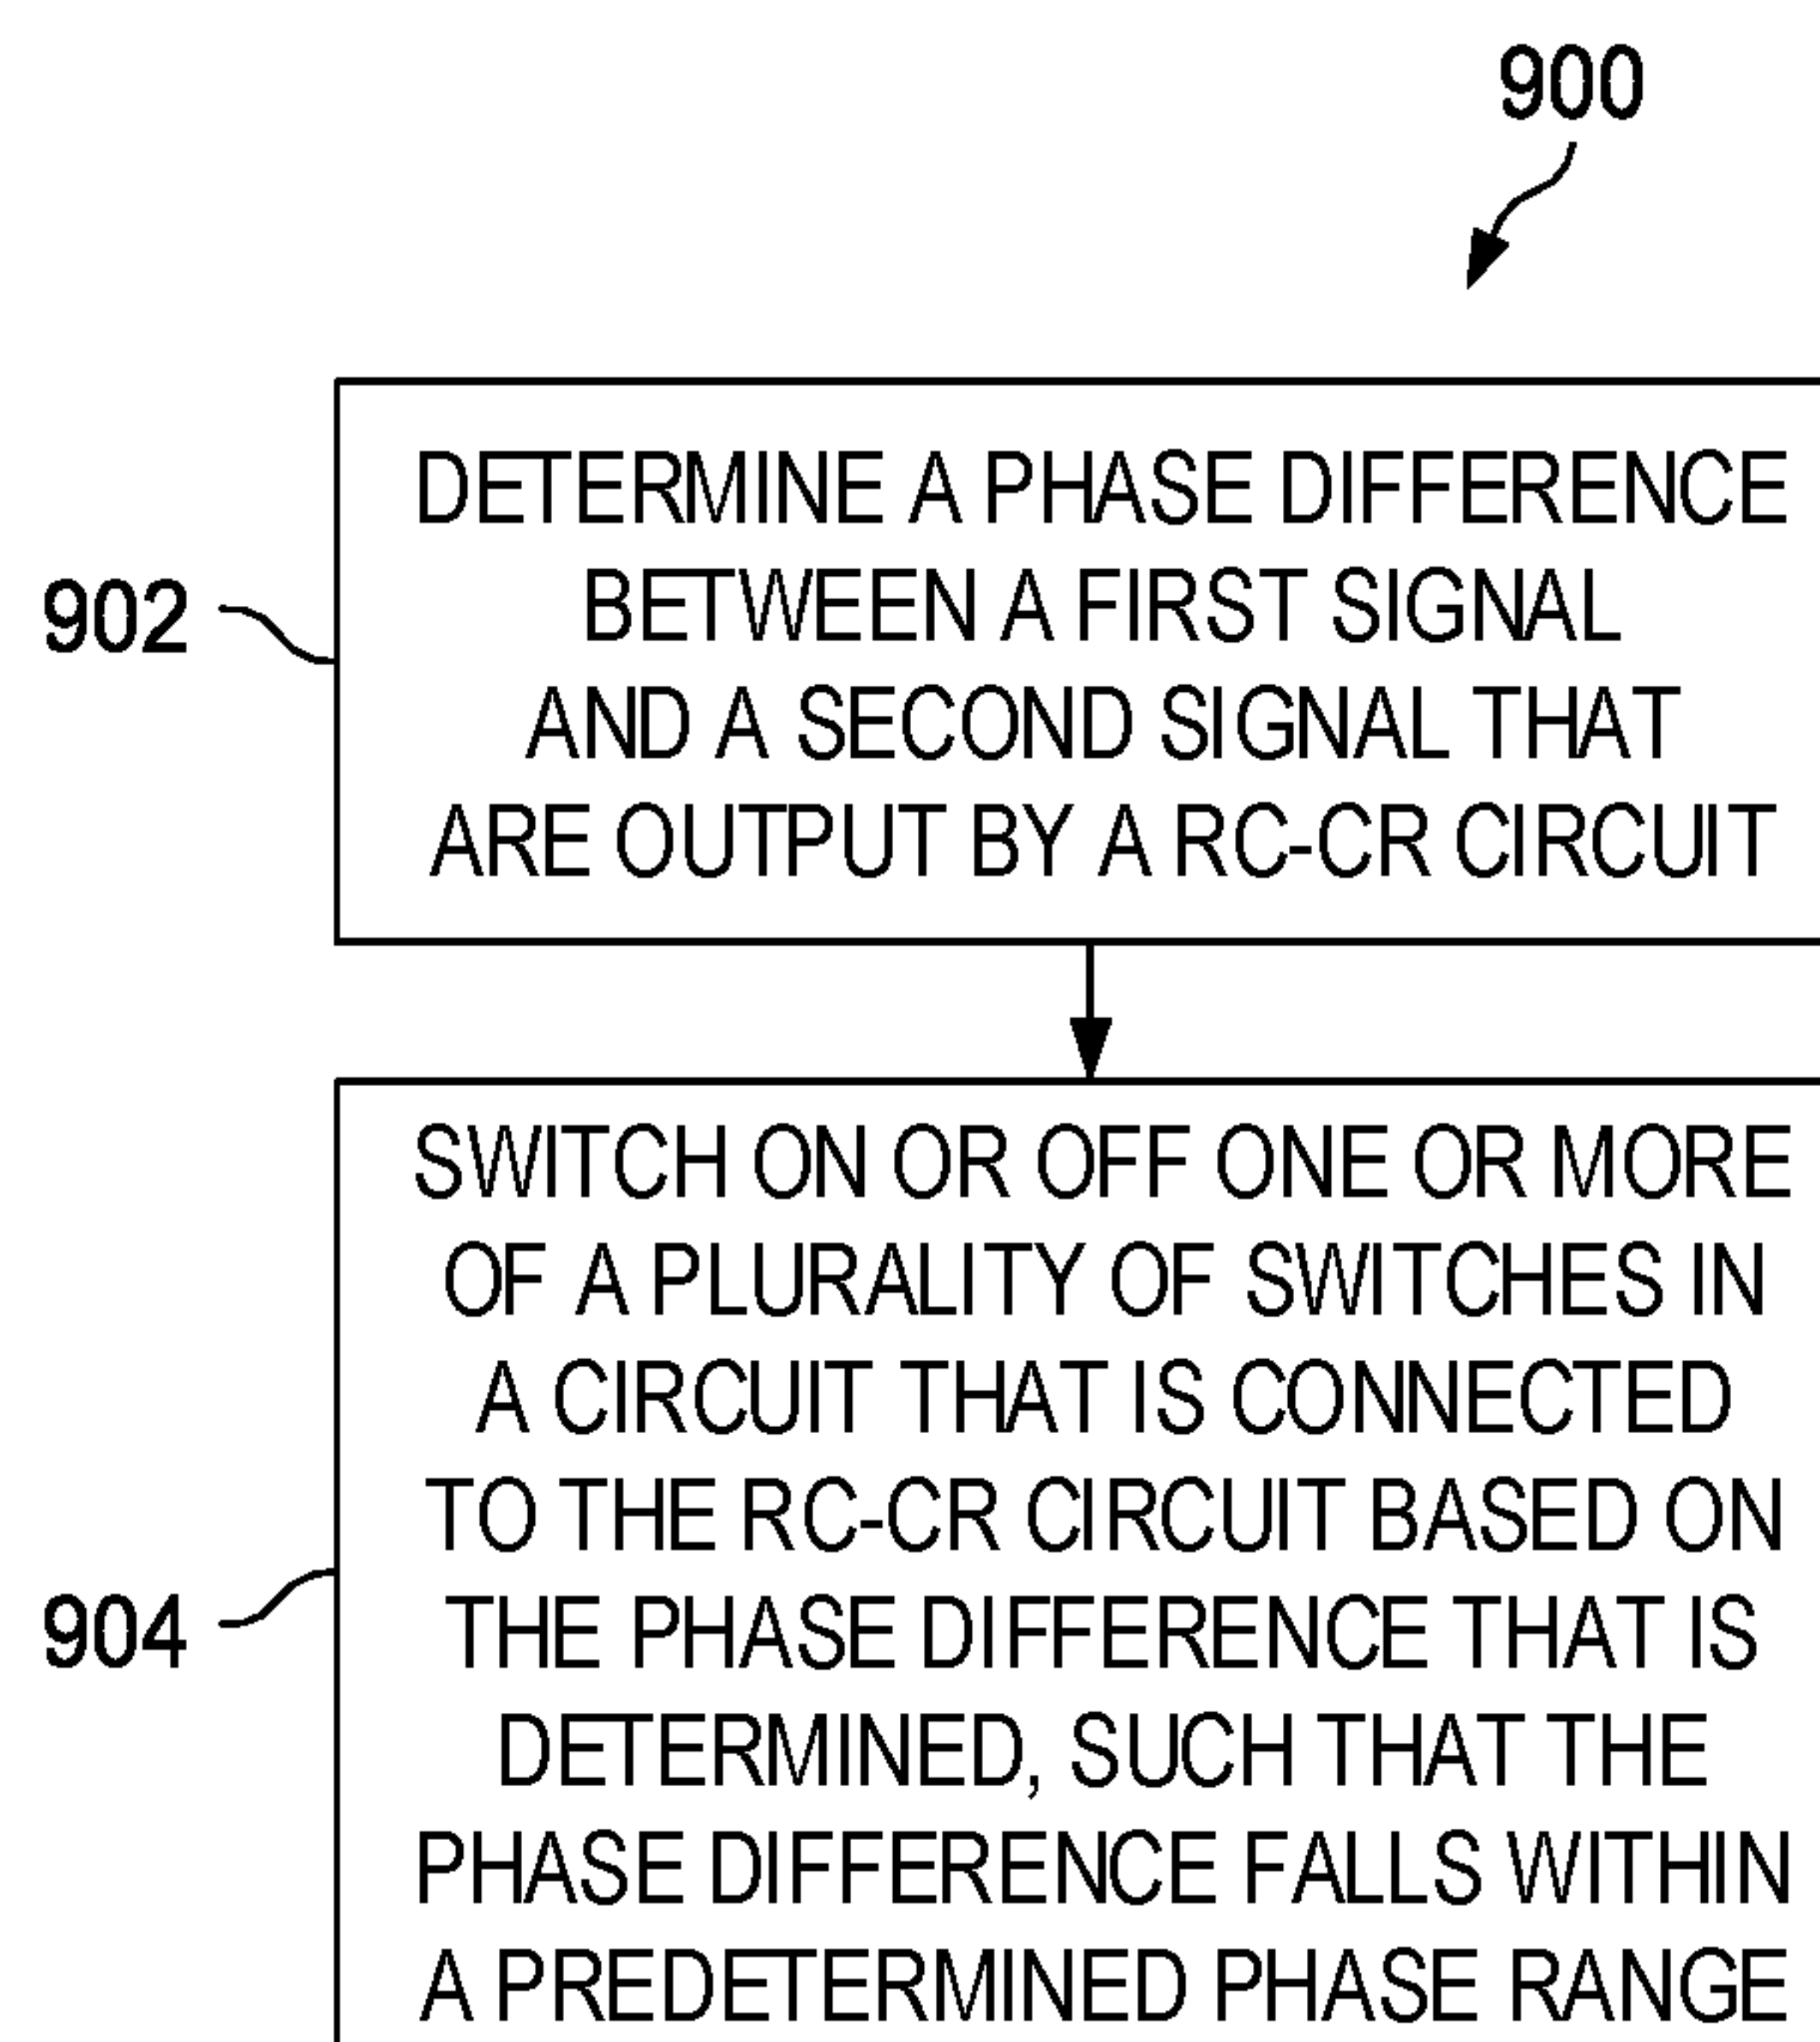 900
DETERMINE A PHASE DIFFERENCE
BETWEEN A FIRST SIGNAL
AND A SECOND SIGNAL THAT
ARE OUTPUT BY A RC-CR CIRCUIT
902
SWITCH ON OR OFF ONE OR MORE
OF A PLURALITY OF SWITCHES IN
A CIRCUIT THAT IS CONNECTED
TO THE RC-CR CIRCUIT BASED ON
THE PHASE DIFFERENCE THAT IS
DETERMINED, SUCH THAT THE
PHASE DIFFERENCE FALLS WITHIN
A PREDETERMINED PHASE RANGE
904